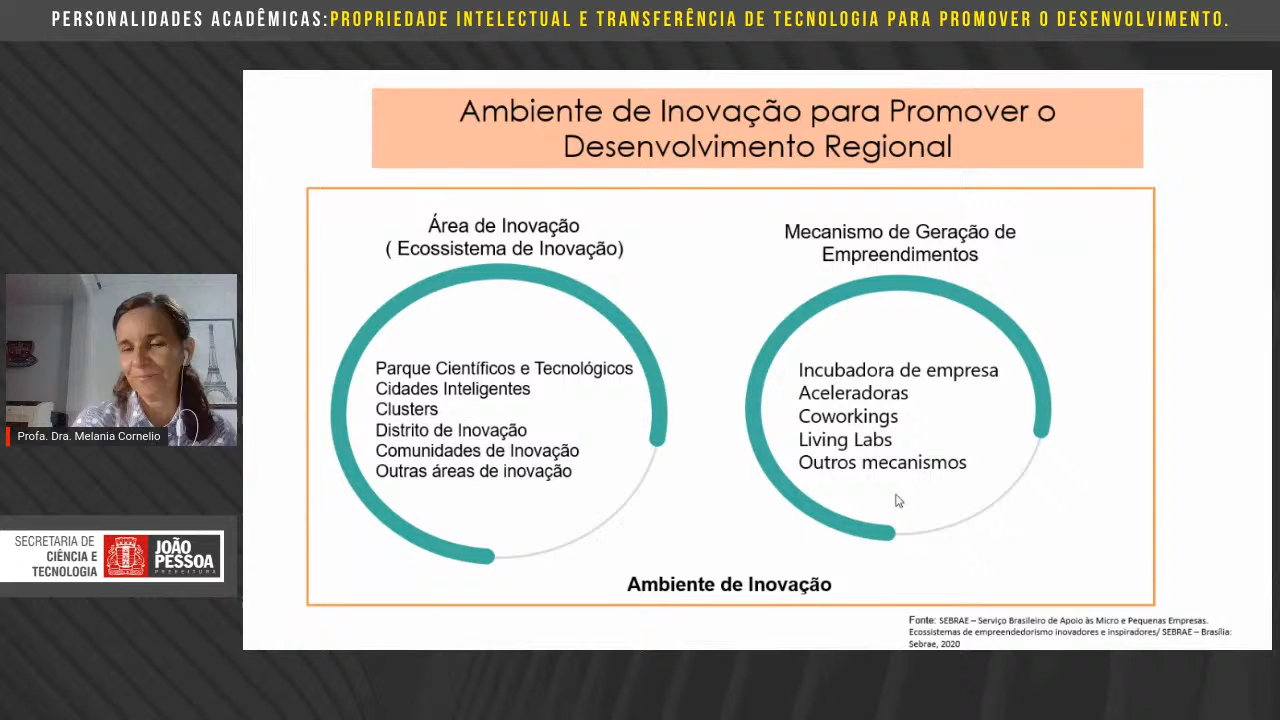 PERSONALIDADES ACADÊMICAS:PROPRIEDADE INTELECTUAL E TRANSFERÊNCIA DE TECNOLOGIA PARA PROMOVER O DESENVOLVIMENTO.
Ambiente de Inovação para Promover o
Desenvolvimento Regional
Área de Inovação
( Ecossistema de Inovação)
Parque Científicos e Tecnológicos
Cidades Inteligentes
Clusters
Distrito de Inovação
Comunidades de Inovação
Outras áreas de inovação
Mecanismo de Geração de
Empreendimentos
Incubadora de empresa
Aceleradoras
Coworkings
Living Labs
Outros mecanismos
Ambiente de Inovação
Fonte: SEBRAE – Serviço Brasileiro de Apoio às Micro e Pequenas Empresas.
Ecossistemas de empreendedorismo inovadores e inspiradores/ SEBRAE – Brasília:
Sebrae, 2020
Profa. Dra. Melania Cornelio
SECRETARIA DE
CIÊNCIA E
TECNOLOGIA
JOÃO
PESSOA
PREFEITURA